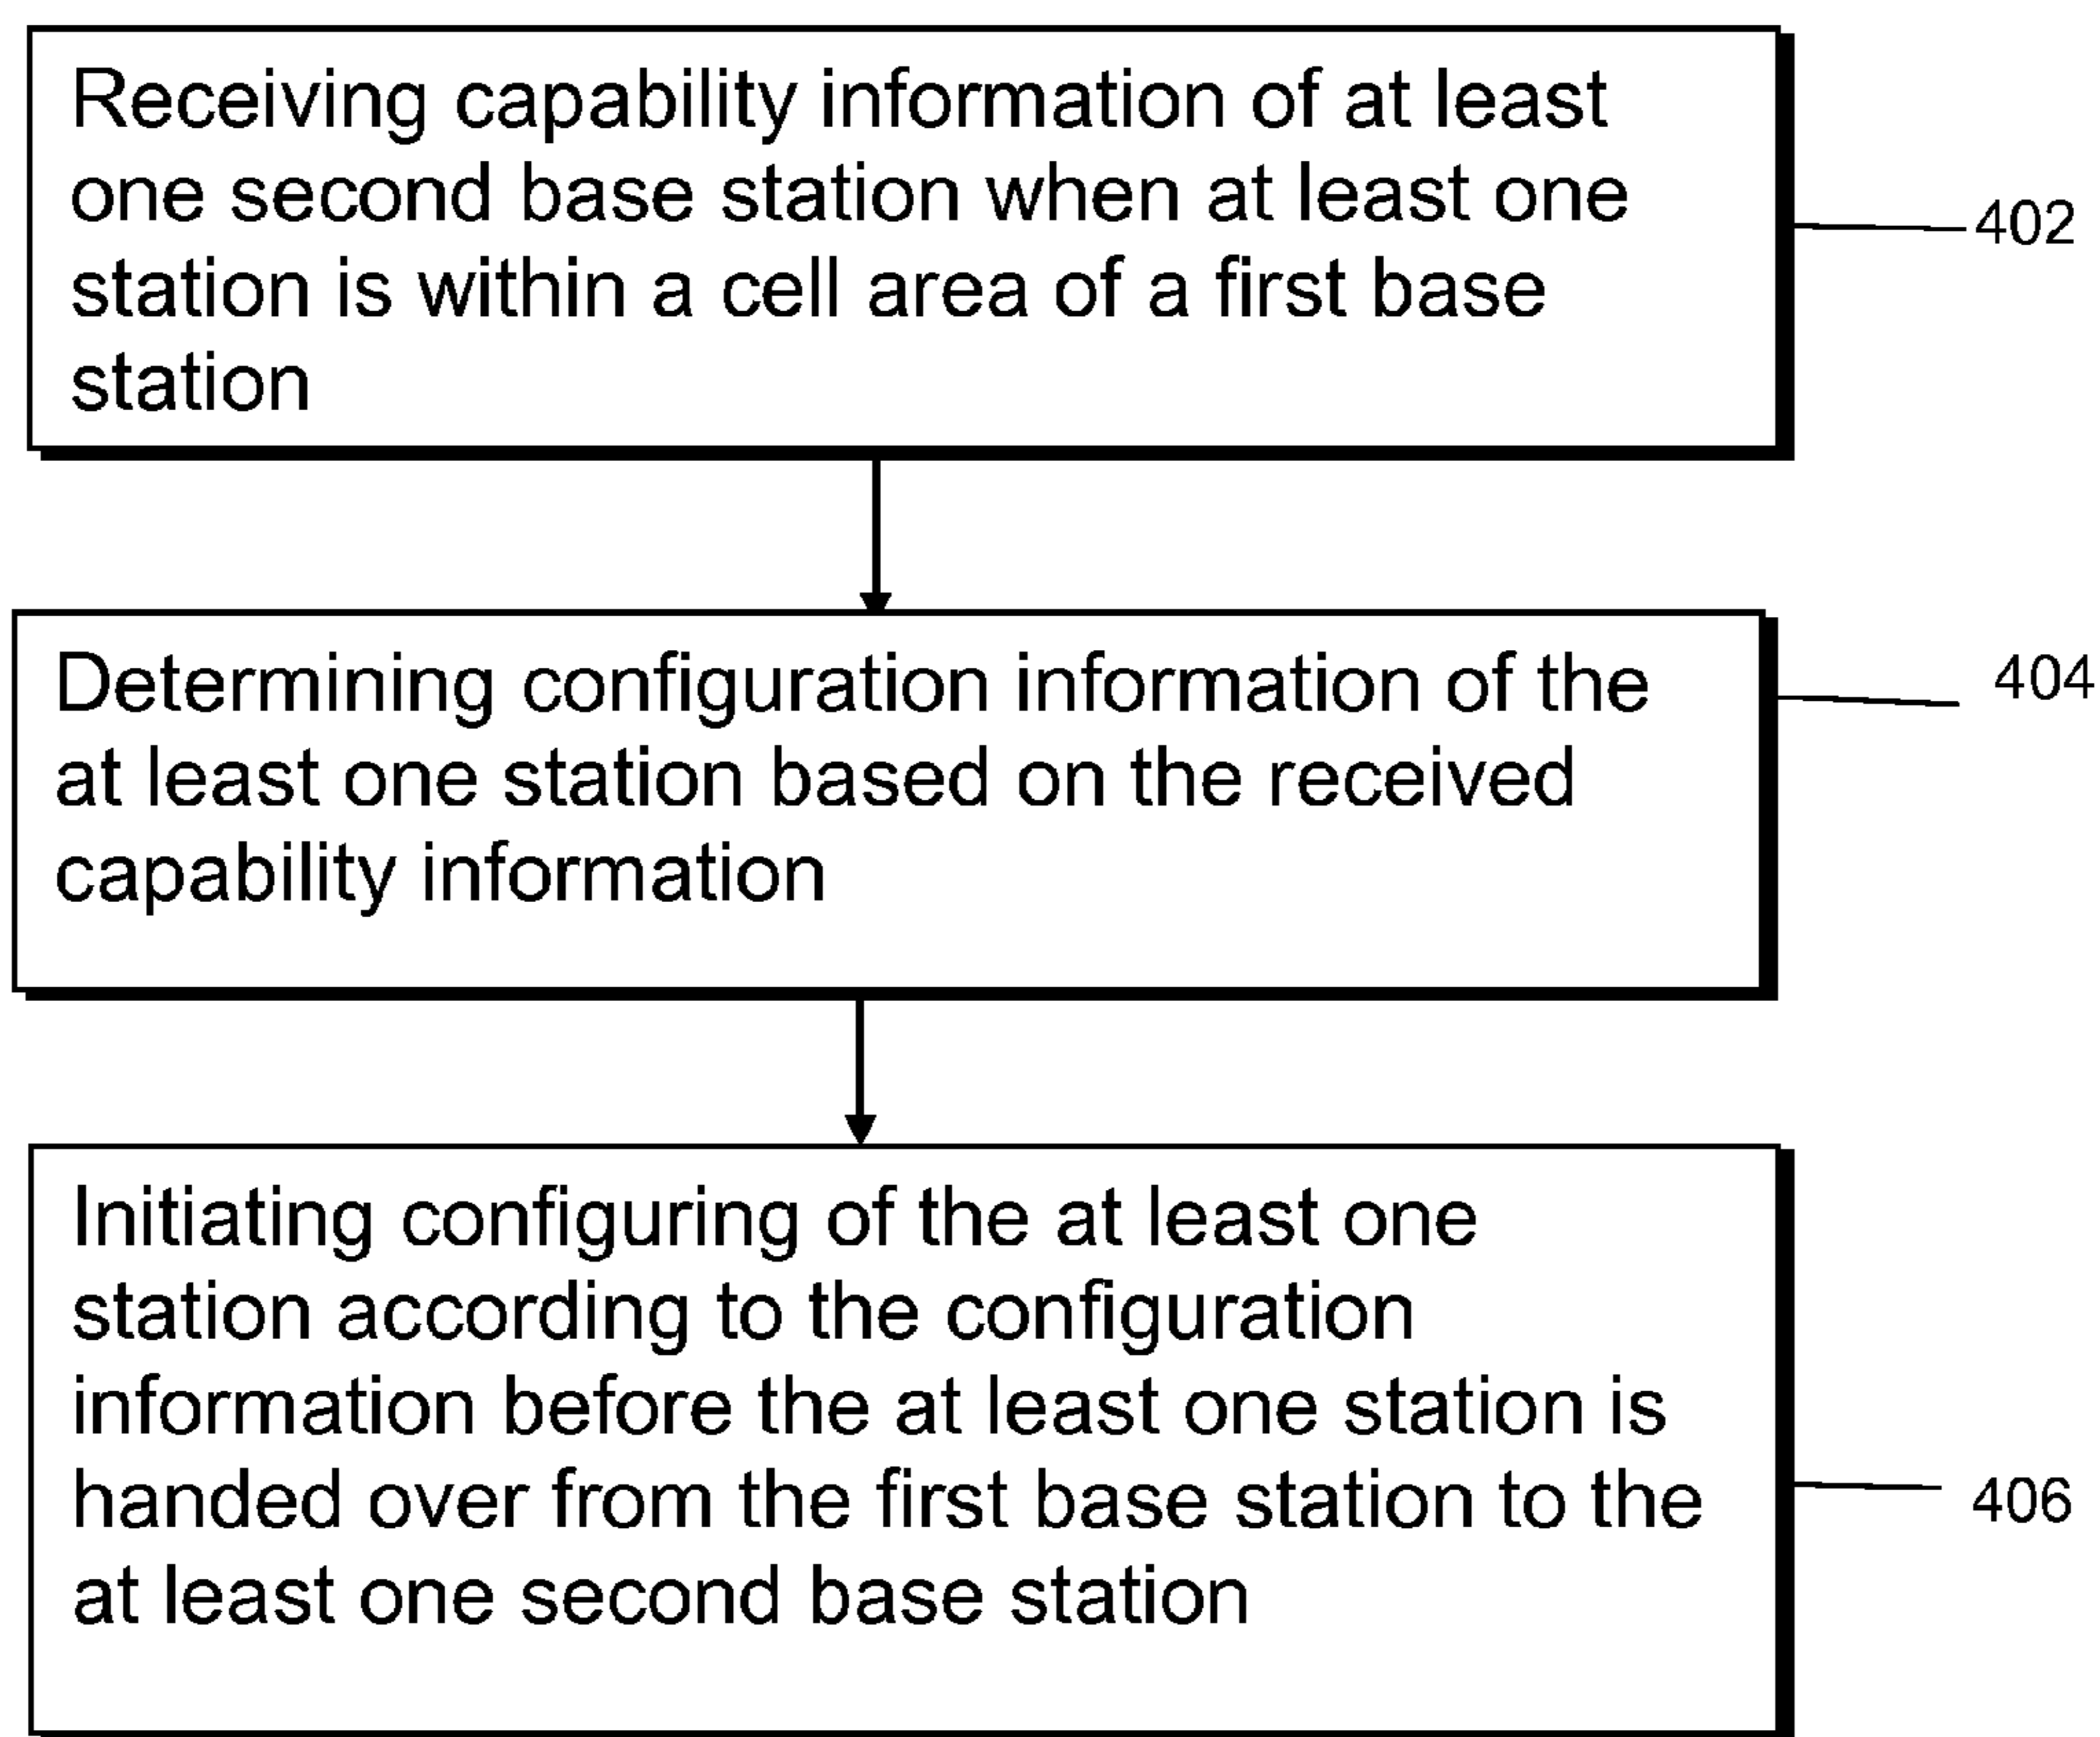 Receiving capability information of at least
one second base station when at least one
station is within a cell area of a first base
station
402
Determining configuration information of the
at least one station based on the received
capability information
404
Initiating configuring of the at least one
station according to the configuration
information before the at least one station is
handed over from the first base station to the
at least one second base station
406